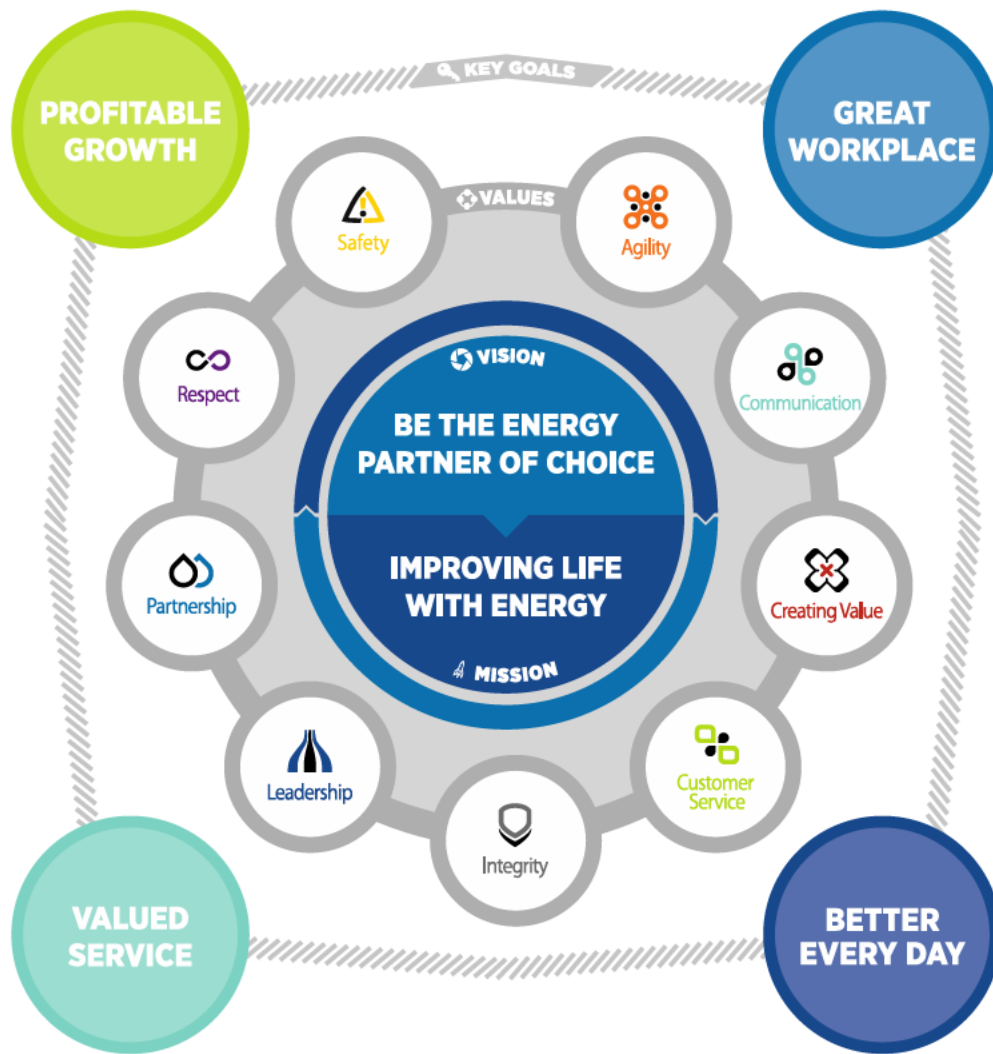 KEY GOALS
PROFITABLE
GROWTH
GREAT
WORKPLACE
VALUES
Safety
Agility
Respect
Communication
VISION
BE THE ENERGY
PARTNER OF CHOICE
IMPROVING LIFE
WITH ENERGY
MISSION
Partnership
Creating Value
Leadership
Customer
Service
Integrity
VALUED
SERVICE
BETTER
EVERY DAY